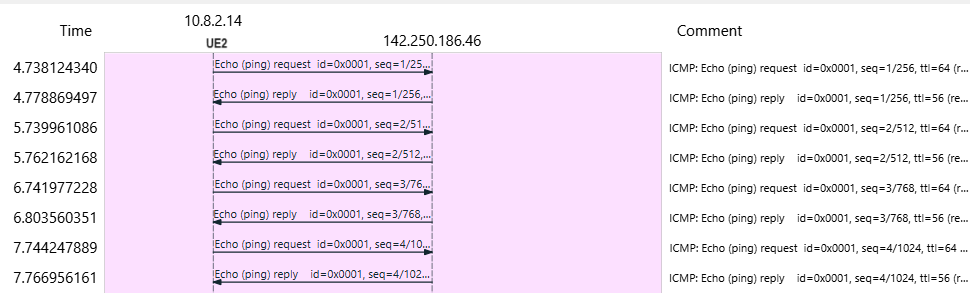 Time 10.8.2.14 UE2 142.250.186.46 Comment
4.738124340 Echo (ping) request id=0x0001, seq=1/25... ICMP: Echo (ping) request id=0x0001, seq=1/256, ttl=64 (r...
4.778869497 Echo (ping) reply id=0x0001, seq=1/256,... ICMP: Echo (ping) reply id=0x0001, seq=1/256, ttl=56 (re...
5.739961086 Echo (ping) request id=0x0001, seq=2/51... ICMP: Echo (ping) request id=0x0001, seq=2/512, ttl=64 (r...
5.762162168 Echo (ping) reply id=0x0001, seq=2/512,... ICMP: Echo (ping) reply id=0x0001, seq=2/512, ttl=56 (re...
6.741977228 Echo (ping) request id=0x0001, seq=3/76... ICMP: Echo (ping) request id=0x0001, seq=3/768, ttl=64 (r...
6.803560351 Echo (ping) reply id=0x0001, seq=3/768,... ICMP: Echo (ping) reply id=0x0001, seq=3/768, ttl=56 (re...
7.744247889 Echo (ping) request id=0x0001, seq=4/10... ICMP: Echo (ping) request id=0x0001, seq=4/1024, ttl=64 ...
7.766956161 Echo (ping) reply id=0x0001, seq=4/102... ICMP: Echo (ping) reply id=0x0001, seq=4/1024, ttl=56 (r...